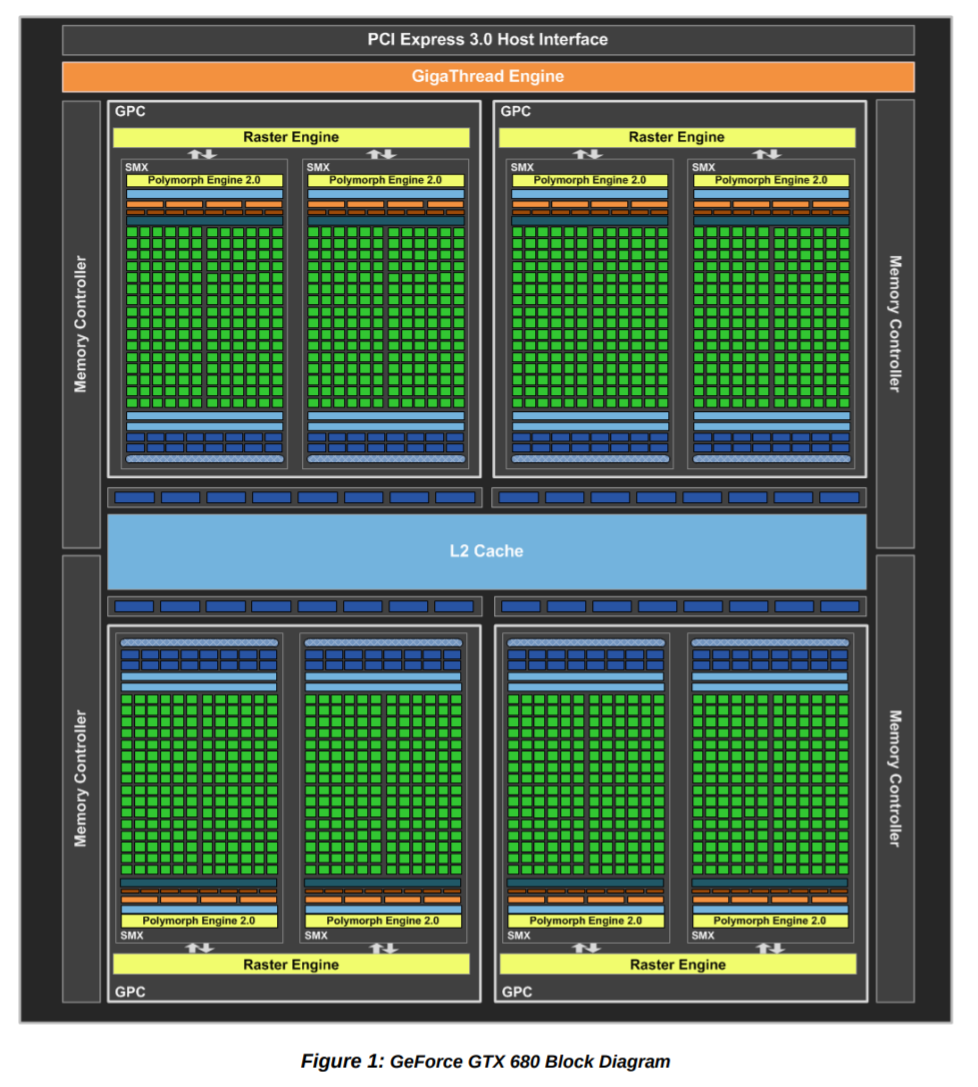 PCI Express 3.0 Host Interface
GigaThread Engine
Memory Controller
GPC
Raster Engine
SMX
Polymorph Engine 2.0
SMX
Polymorph Engine 2.0
GPC
Raster Engine
SMX
Polymorph Engine 2.0
SMX
Polymorph Engine 2.0
Memory Controller
L2 Cache
Memory Controller
Polymorph Engine 2.0
SMX
Polymorph Engine 2.0
SMX
Raster Engine
GPC
Polymorph Engine 2.0
SMX
Polymorph Engine 2.0
SMX
Raster Engine
GPC
Memory Controller
Figure 1: GeForce GTX 680 Block Diagram